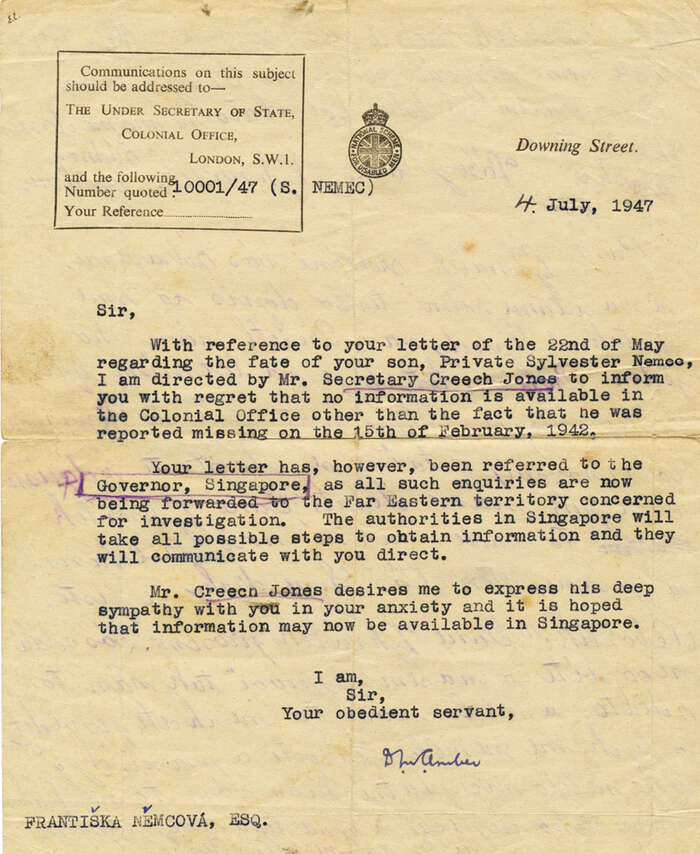 Communications on this subject
should be addressed to—
THE UNDER SECRETARY OF STATE,
COLONIAL OFFICE,
LONDON, S.W.1.
and the following
Number quoted: 10001/47 (S. NEMEC)
Your Reference
NATIONAL SCHEME
FOR DISABLED MEN
Downing Street.
4. July, 1947
Sir,
With reference to your letter of the 22nd of May
regarding the fate of your son, Private Sylvester Nemec,
I am directed by Mr. Secretary Creech Jones to inform
you with regret that no information is available in
the Colonial Office other than the fact that he was
reported missing on the 15th of February, 1942.
Your letter has, however, been referred to the
Governor, Singapore, as all such enquiries are now
being forwarded to the Far Eastern territory concerned
for investigation. The authorities in Singapore will
take all possible steps to obtain information and they
will communicate with you direct.
Mr. Creech Jones desires me to express his deep
sympathy with you in your anxiety and it is hoped
that information may now be available in Singapore.
I am,
Sir,
Your obedient servant,
FRANTIŠKA NĚMCOVÁ, ESQ.